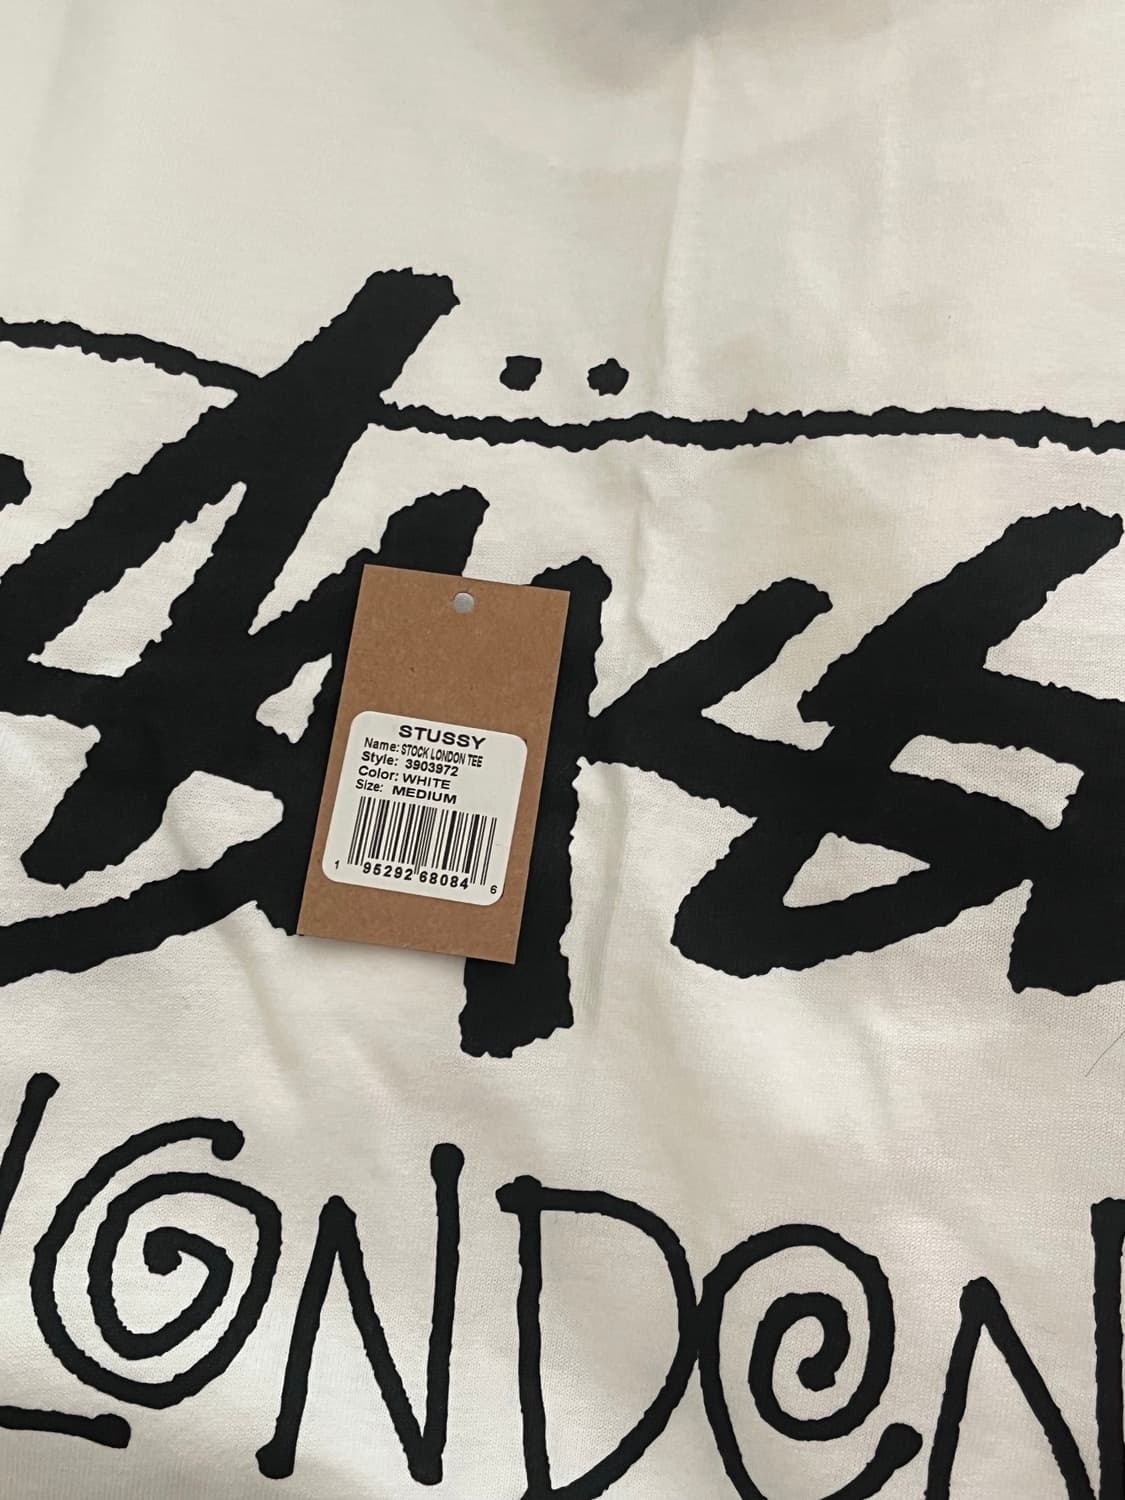 Stüssy
STUSSY
Name: STOCK LONDON TEE
Style: 3903972
Color: WHITE
Size: MEDIUM
1 95292 68084 6
LONDON